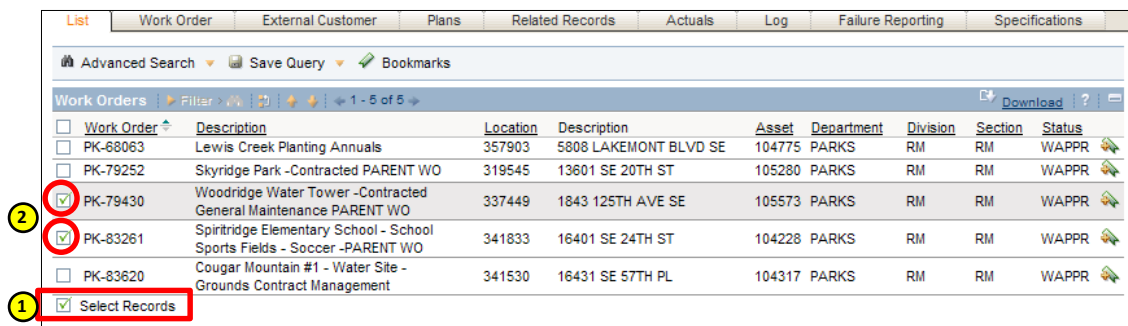 List Work Order External Customer Plans Related Records Actuals Log Failure Reporting Specifications
Advanced Search Save Query Bookmarks
Work Orders Filter 1 - 5 of 5 Download ?
Work Order Description Location Description Asset Department Division Section Status
PK-68063 Lewis Creek Planting Annuals 357903 5808 LAKEMONT BLVD SE 104775 PARKS RM RM WAPPR
PK-79252 Skyridge Park -Contracted PARENT WO 319545 13601 SE 20TH ST 105280 PARKS RM RM WAPPR
2 PK-79430 Woodridge Water Tower -Contracted 337449 1843 125TH AVE SE 105573 PARKS RM RM WAPPR
General Maintenance PARENT WO
PK-83261 Spiritridge Elementary School - School 341833 16401 SE 24TH ST 104228 PARKS RM RM WAPPR
Sports Fields - Soccer -PARENT WO
PK-83620 Cougar Mountain #1 - Water Site - 341530 16431 SE 57TH PL 104317 PARKS RM RM WAPPR
Grounds Contract Management
1 Select Records